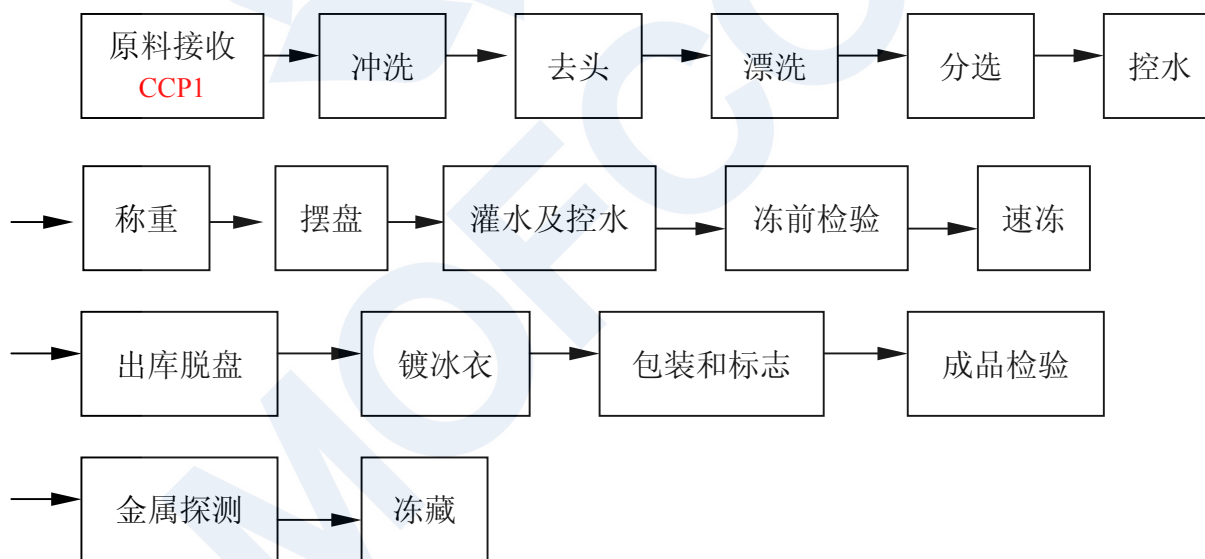 原料接收
CCP1
冲洗
去头
漂洗
分选
控水
称重
摆盘
灌水及控水
冻前检验
速冻
出库脱盘
镀冰衣
包装和标志
成品检验
金属探测
冻藏
MOFCO